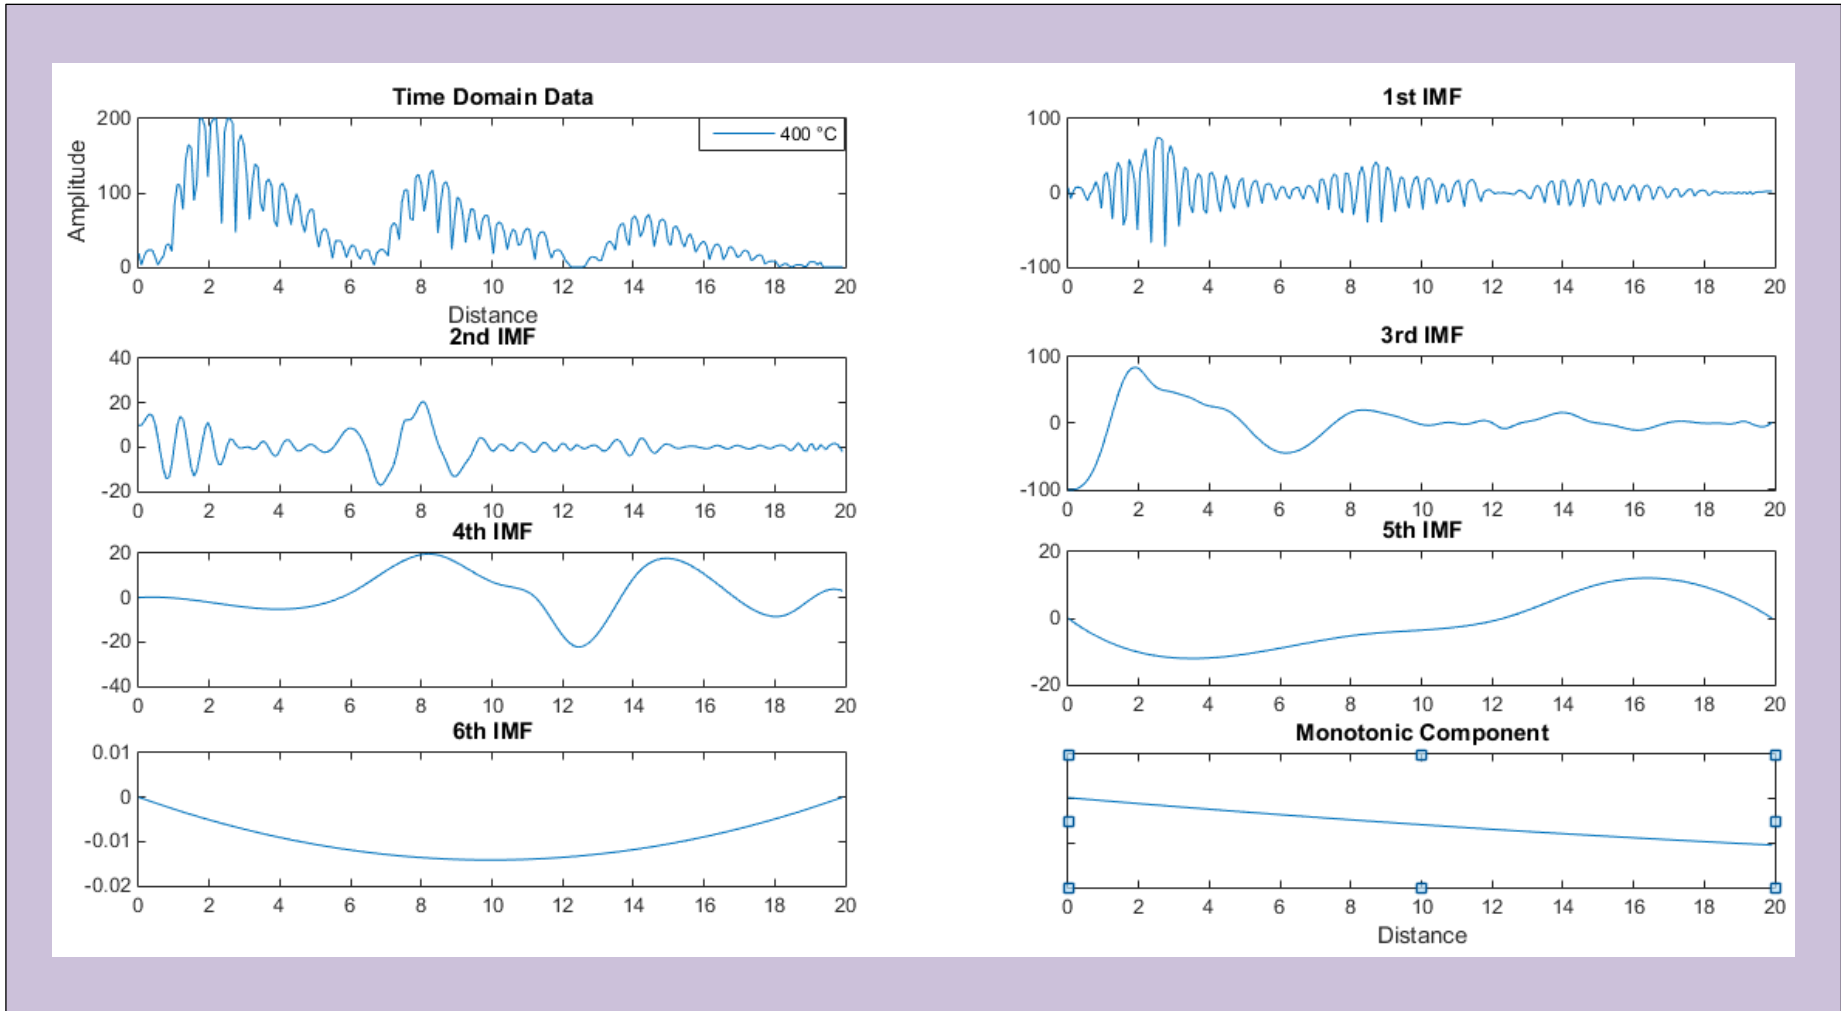 Time Domain Data
200
100
0
Amplitude
400 °C
0 2 4 6 8 10 12 14 16 18 20
Distance
1st IMF
100
0
-100
0 2 4 6 8 10 12 14 16 18 20
2nd IMF
40
20
0
-20
0 2 4 6 8 10 12 14 16 18 20
3rd IMF
100
0
-100
0 2 4 6 8 10 12 14 16 18 20
4th IMF
20
0
-20
-40
0 2 4 6 8 10 12 14 16 18 20
5th IMF
20
0
-20
0 2 4 6 8 10 12 14 16 18 20
6th IMF
0.01
0
-0.01
-0.02
0 2 4 6 8 10 12 14 16 18 20
Monotonic Component
0 2 4 6 8 10 12 14 16 18 20
Distance